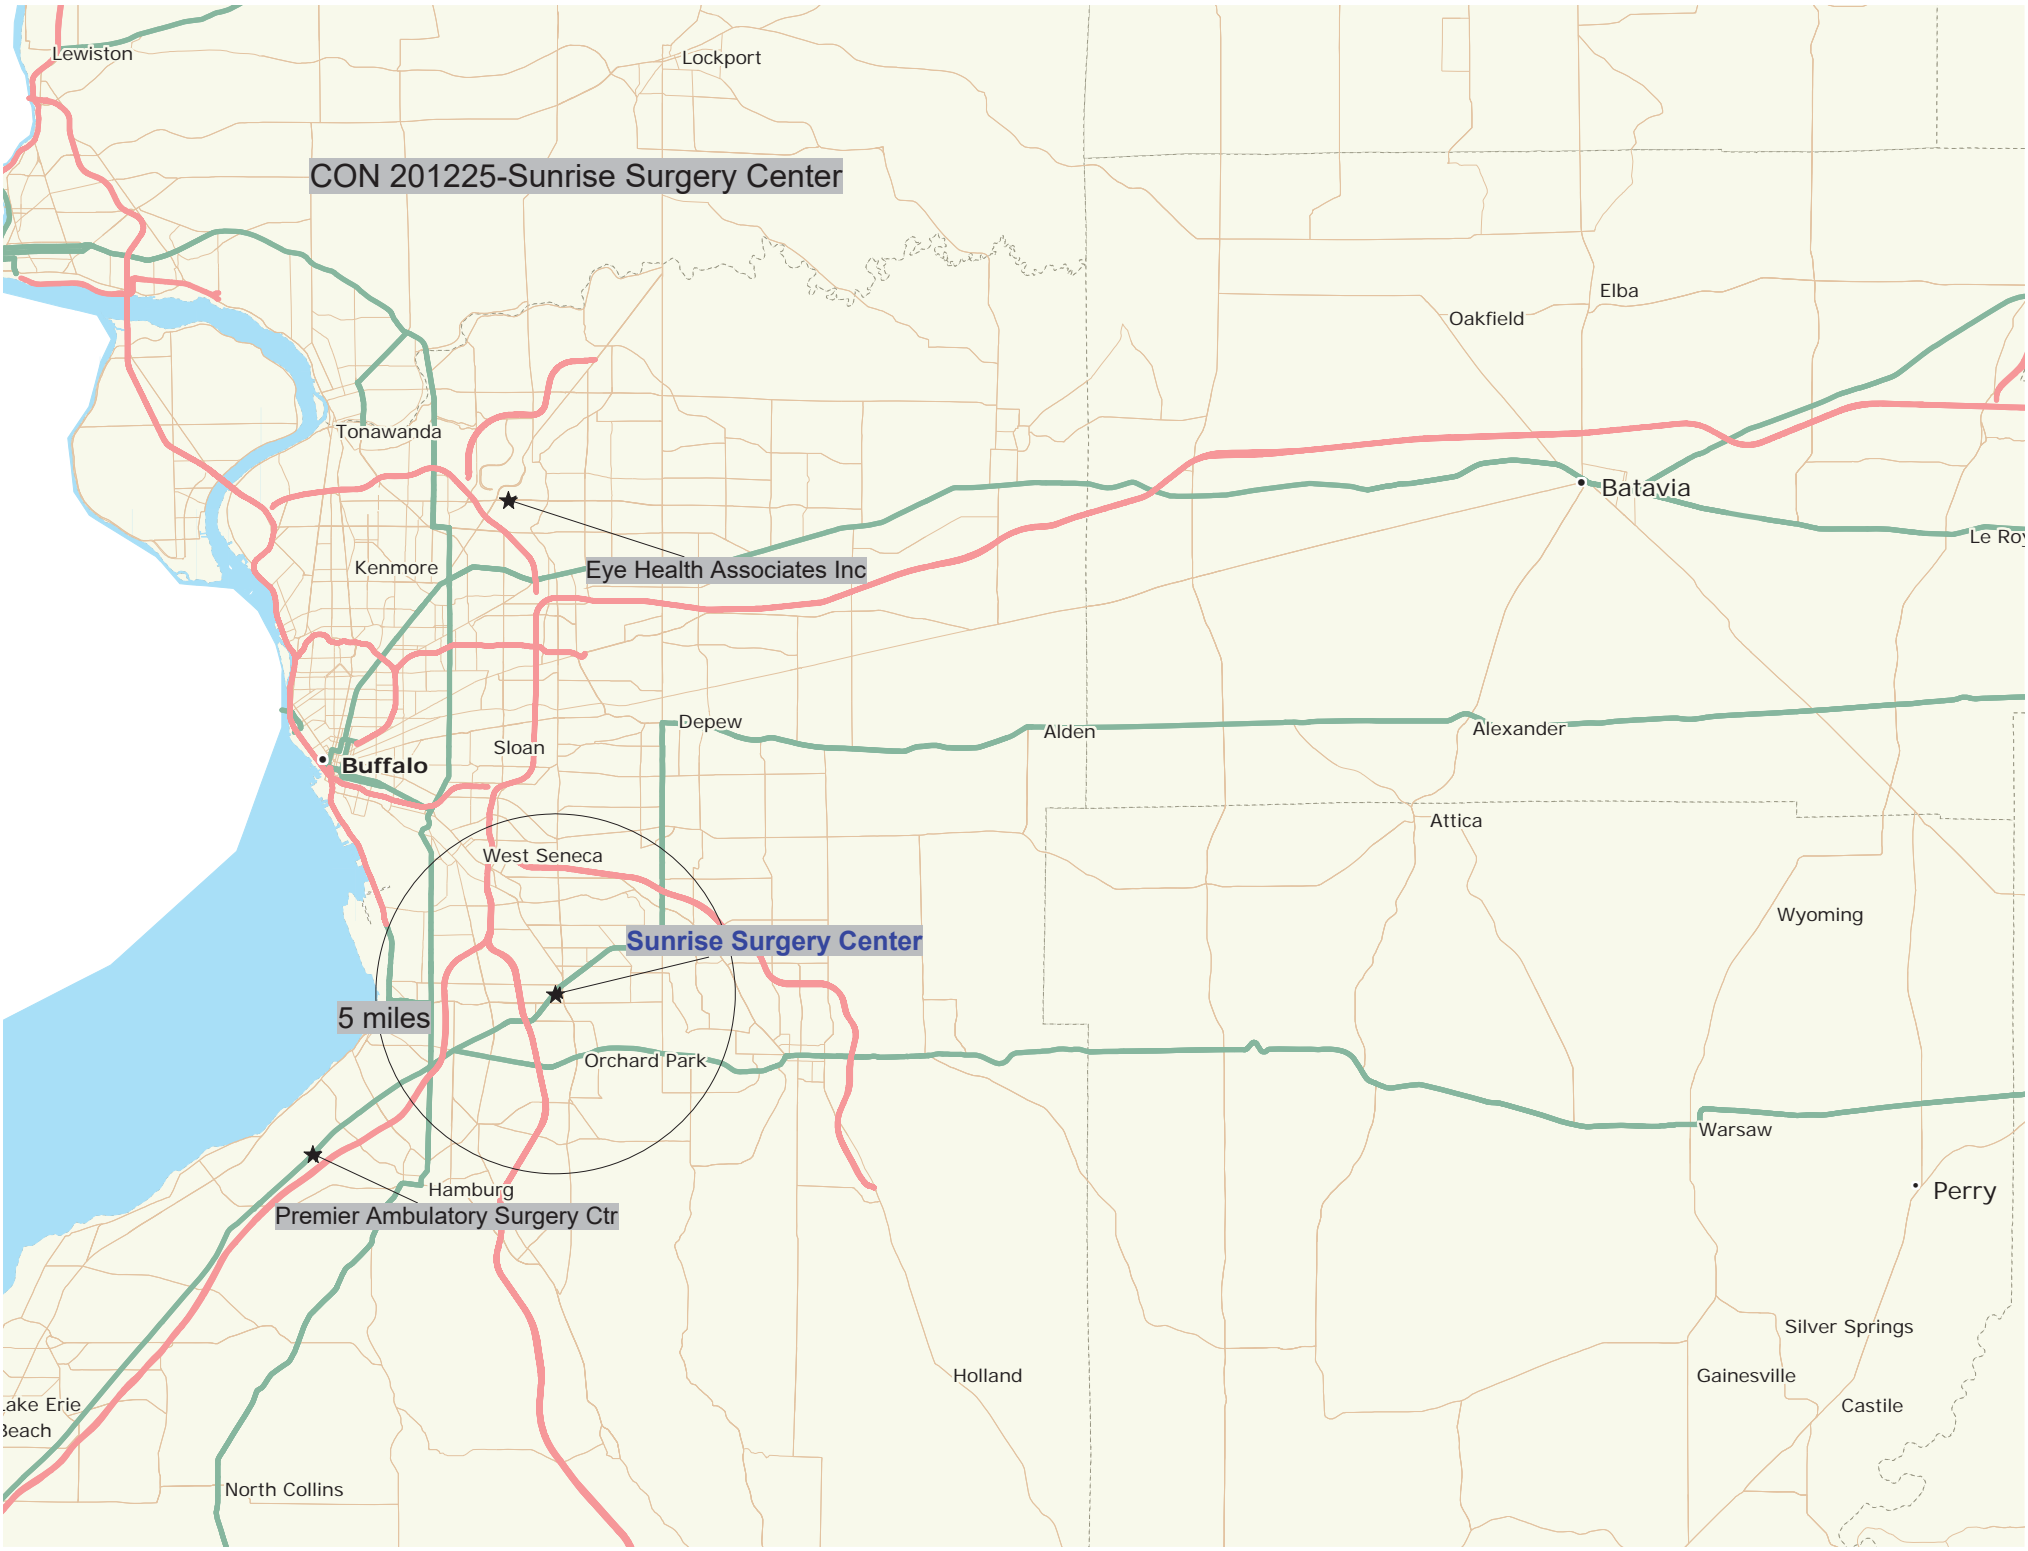 Lewiston
Lockport
CON 201225-Sunrise Surgery Center
Elba
Oakfield
Tonawanda
Batavia
Le Roy
Kenmore
Eye Health Associates Inc
Depew
Alden
Alexander
Sloan
Buffalo
Attica
West Seneca
Wyoming
Sunrise Surgery Center
5 miles
Orchard Park
Warsaw
Hamburg
Perry
Premier Ambulatory Surgery Ctr
Silver Springs
Holland
Gainesville
Lake Erie
Beach
Castile
North Collins